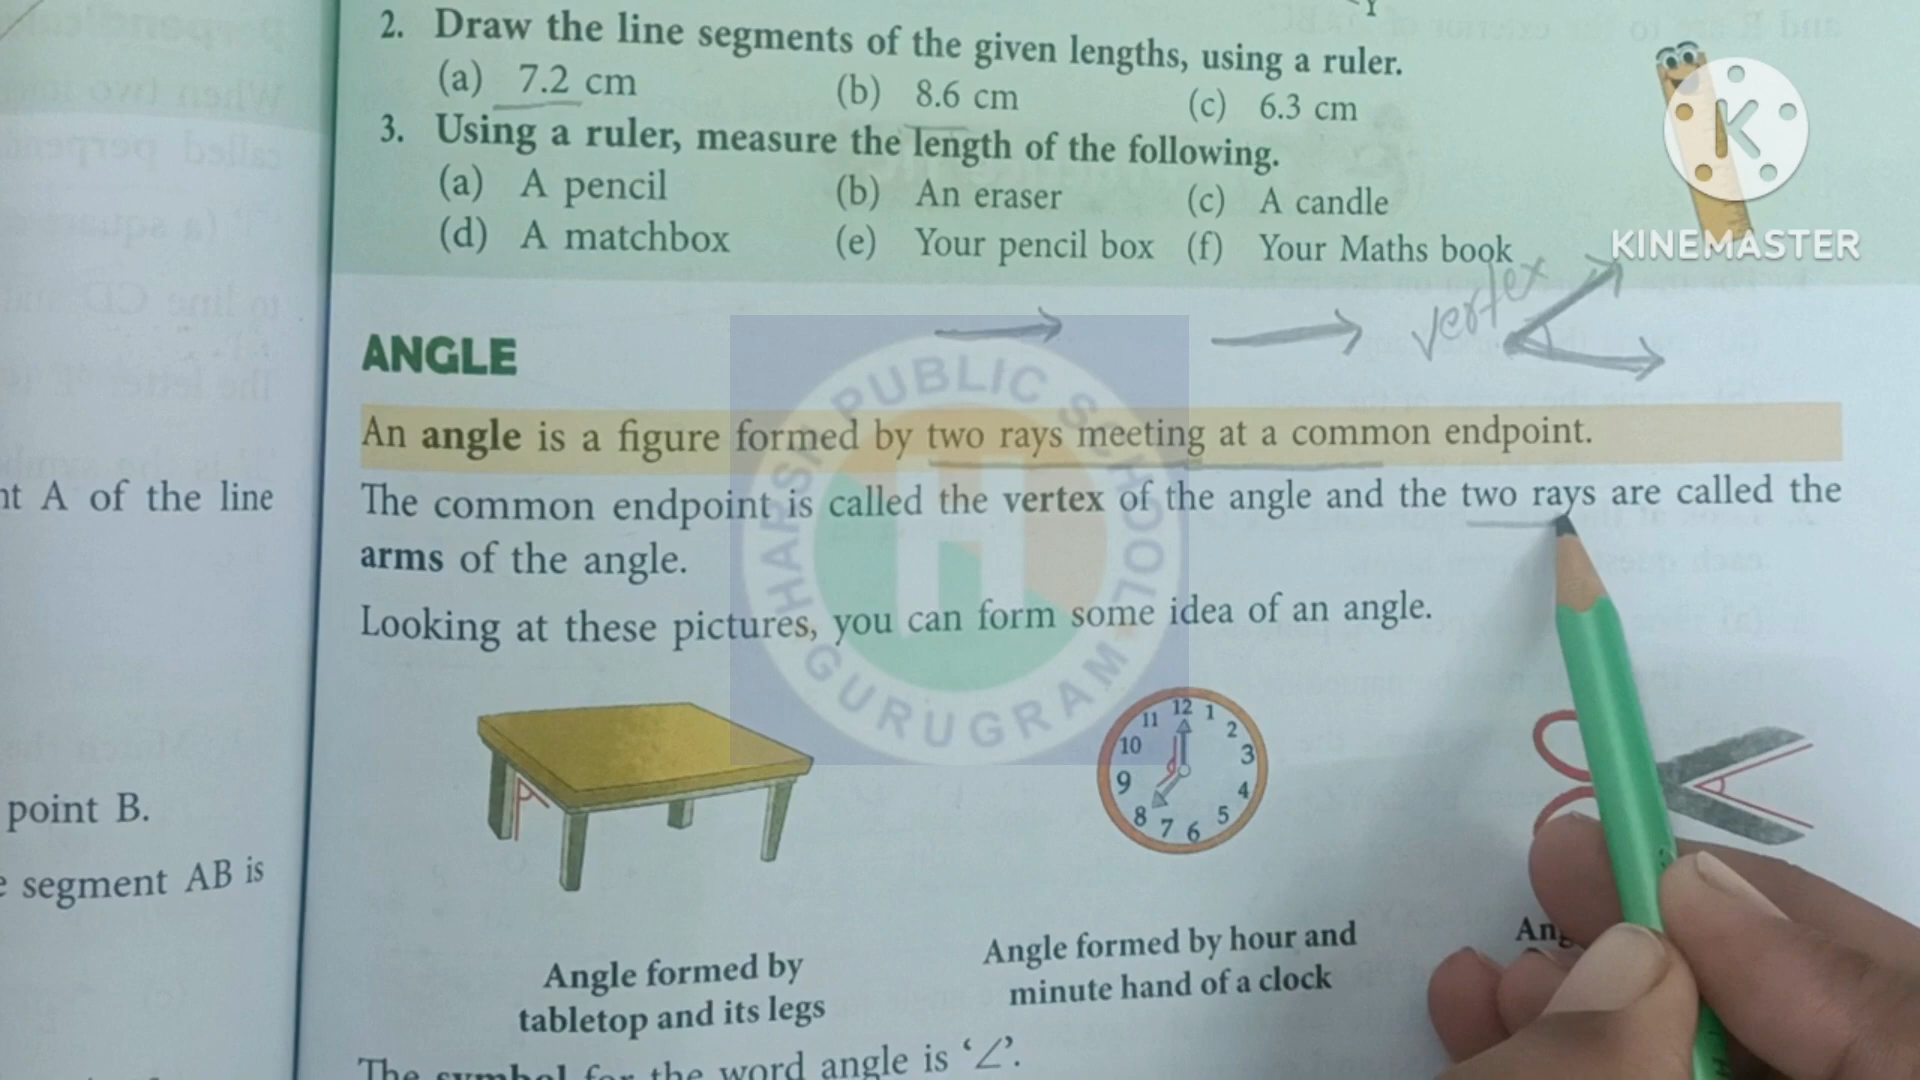 2. Draw the line segments of the given lengths, using a ruler.
(a) 7.2 cm (b) 8.6 cm (c) 6.3 cm
3. Using a ruler, measure the length of the following.
(a) A pencil (b) An eraser (c) A candle
(d) A matchbox (e) Your pencil box (f) Your Maths book
K
KINEMASTER
vertex
ANGLE
An angle is a figure formed by two rays meeting at a common endpoint.
The common endpoint is called the vertex of the angle and the two rays are called the
arms of the angle.
Looking at these pictures, you can form some idea of an angle.
HARSH PUBLIC SCHOOL
GURUGRAM
H
12 1 2 3 4 5 6 7 8 9 10 11
Angle formed by
tabletop and its legs
Angle formed by hour and
minute hand of a clock
The symbol for the word angle is ‘∠’.
A of the line
point B.
segment AB is